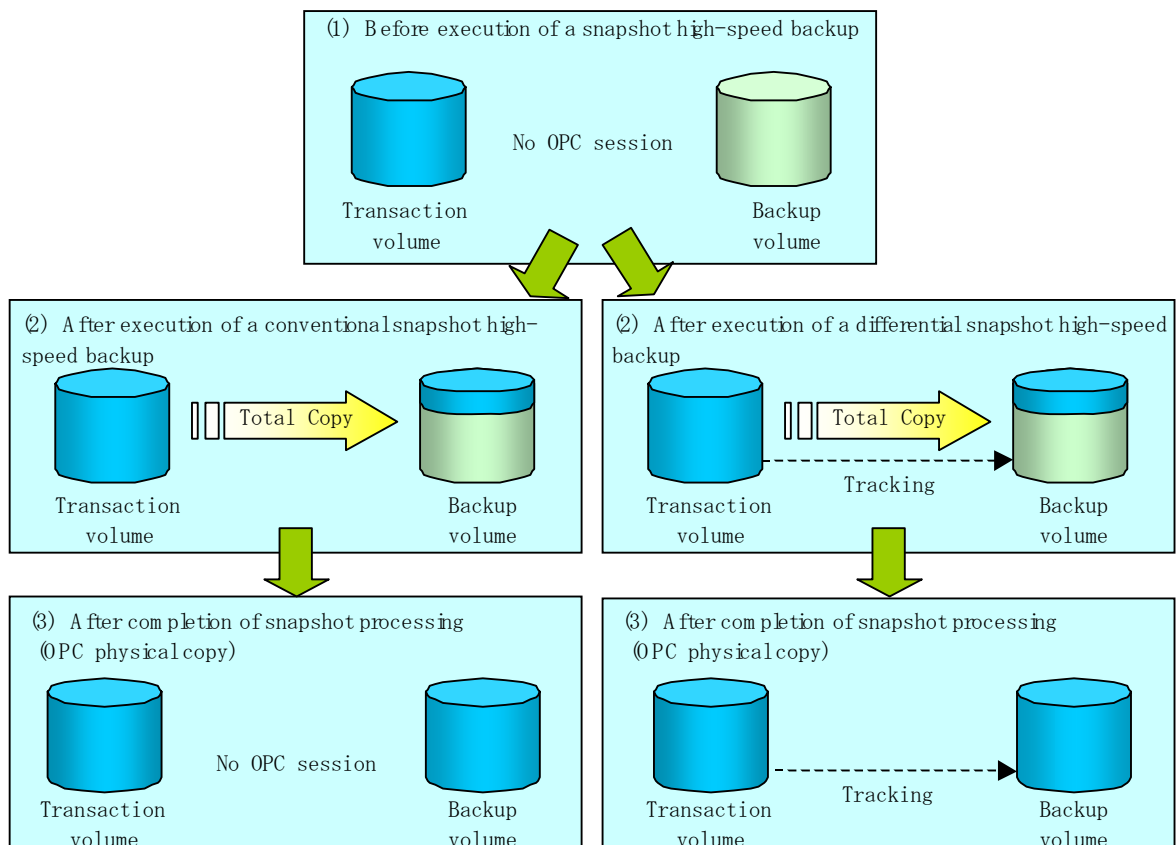 (1) Before execution of a snapshot high-speed backup
No OPC session
Transaction
volume
Backup
volume
(2) After execution of a conventional snapshot high-
speed backup
Total Copy
Transaction
volume
Backup
volume
(2) After execution of a differential snapshot high-speed
backup
Total Copy
Tracking
Transaction
volume
Backup
volume
(3) After completion of snapshot processing
(OPC physical copy)
No OPC session
Transaction
volume
Backup
volume
(3) After completion of snapshot processing
(OPC physical copy)
Tracking
Transaction
volume
Backup
volume